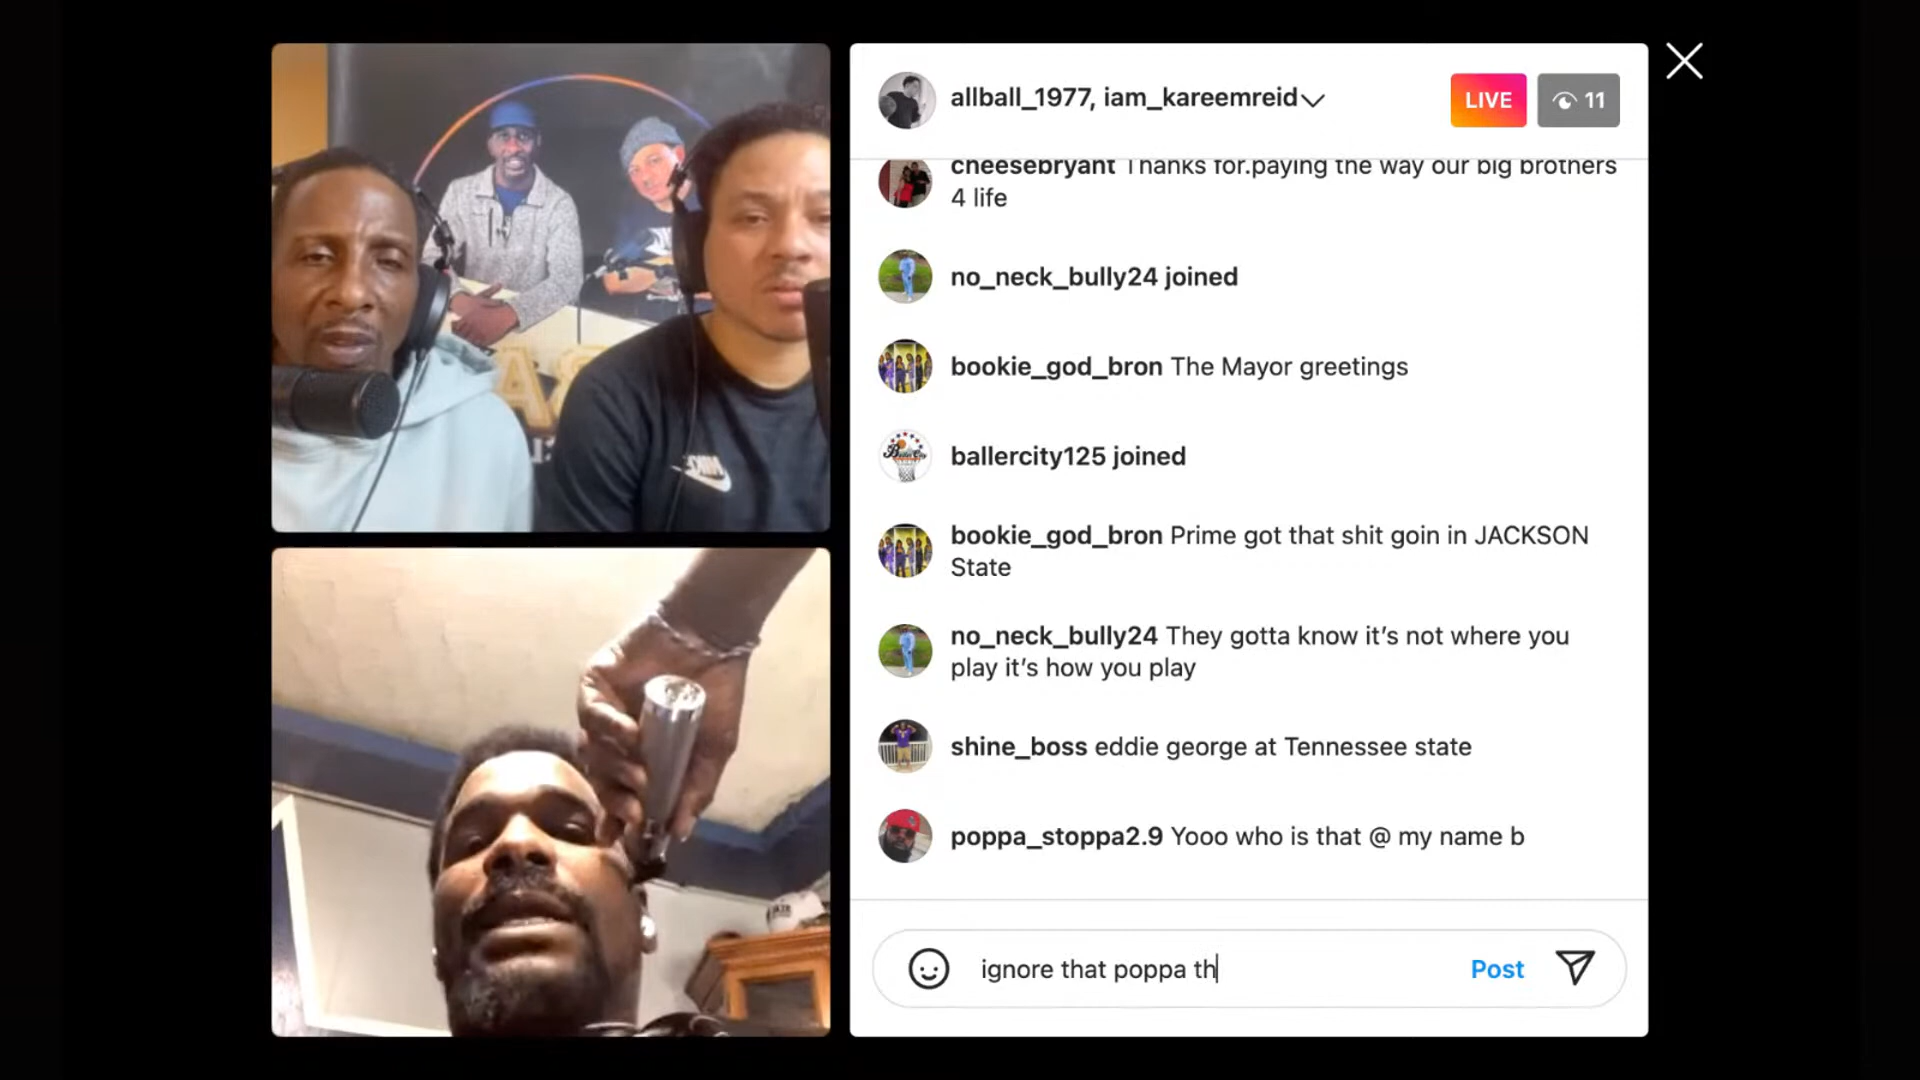 allball_1977, iam_kareemreid
LIVE
11
cheesebryant Thanks for.paying the way our big brothers
4 life
no_neck_bully24 joined
bookie_god_bron The Mayor greetings
ballercity125 joined
bookie_god_bron Prime got that shit goin in JACKSON
State
no_neck_bully24 They gotta know it's not where you
play it's how you play
shine_boss eddie george at Tennessee state
poppa_stoppa2.9 Yooo who is that @ my name b
ignore that poppa th
Post